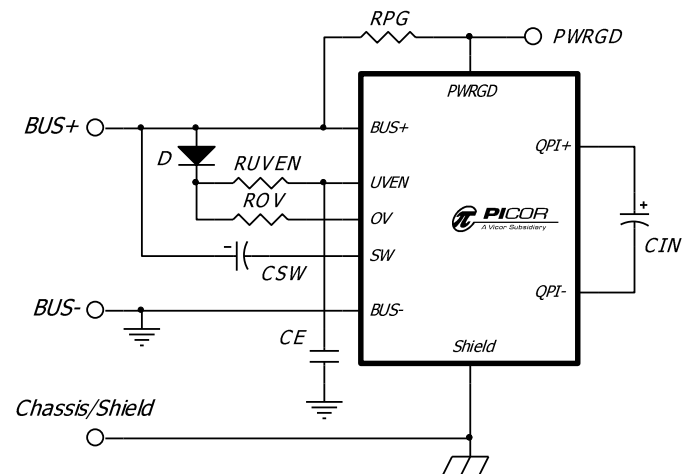 RPG
PWRGD
PWRGD
BUS+
BUS+
QPI+
D
RUVEN
UVEN
ROV
OV
PICOR
A Vicor Subsidiary
+
-
CSW
SW
CIN
BUS-
BUS-
QPI-
CE
Shield
Chassis/Shield